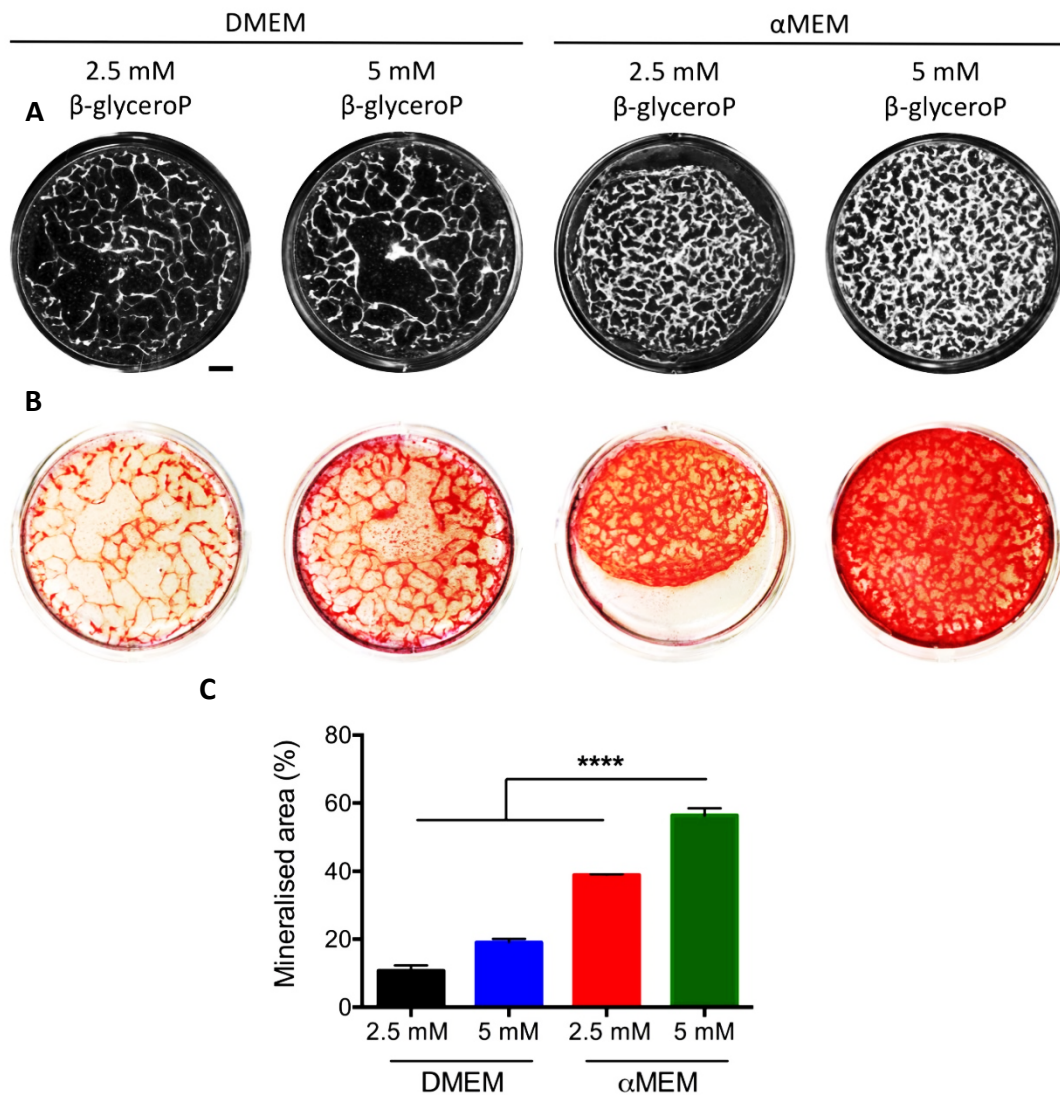 DMEM αMEM
2.5 mM 5 mM 2.5 mM 5 mM
β-glyceroP β-glyceroP β-glyceroP β-glyceroP
A
B
C
Mineralised area (%)
80
60
40
20
0
****
2.5 mM 5 mM 2.5 mM 5 mM
DMEM αMEM